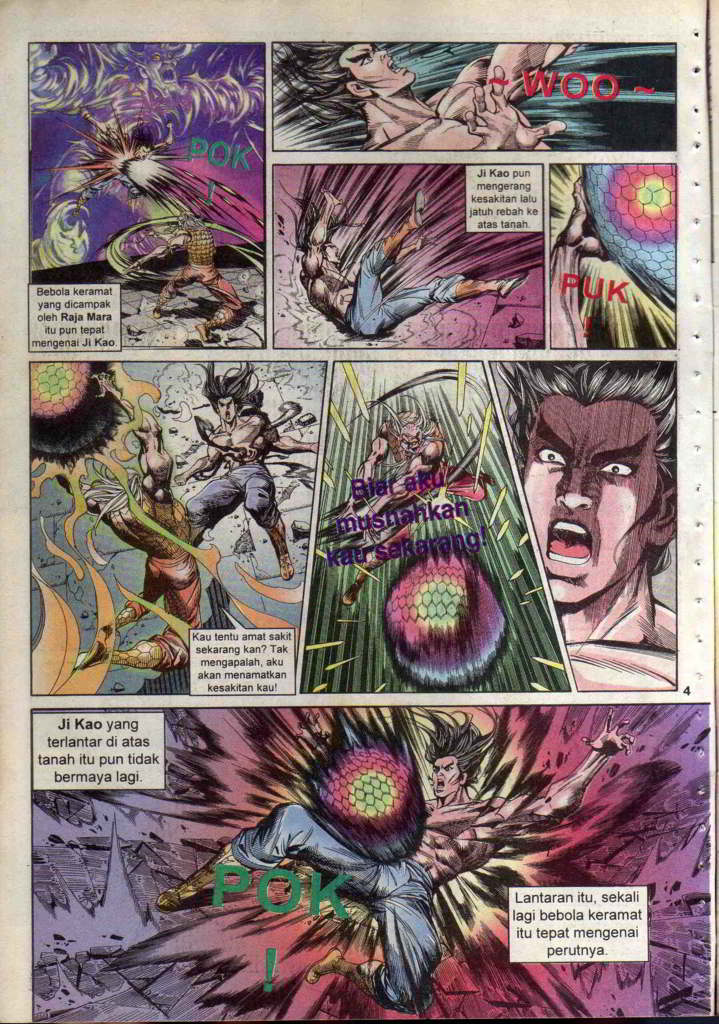 POK
!
Bebola keramat
yang dicampak
oleh Raja Mara
itu pun tepat
mengenai Ji Kao.
~ WOO ~
Ji Kao pun
mengerang
kesakitan lalu
jatuh rebah ke
atas tanah.
PUK
!
Kau tentu amat sakit
sekarang kan? Tak
mengapalah, aku
akan menamatkan
kesakitan kau!
Biar aku
musnahkan
kau sekarang!
4
Ji Kao yang
terlantar di atas
tanah itu pun tidak
bermaya lagi.
POK
!
Lantaran itu, sekali
lagi bebola keramat
itu tepat mengenai
perutnya.